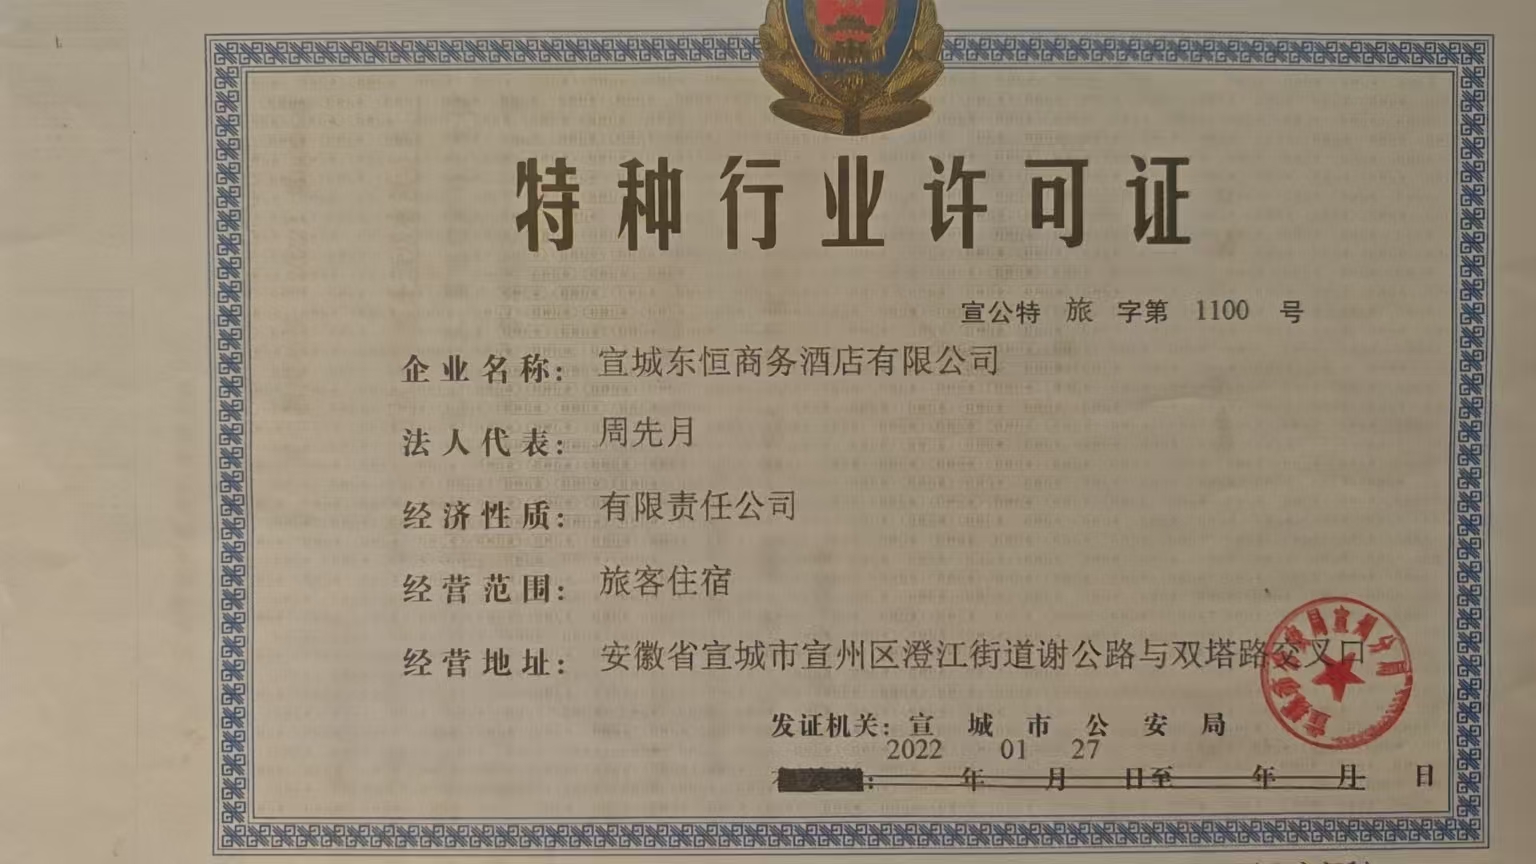 特种行业许可证
宣公特 旅 字第 1100 号
企业名称: 宣城东恒商务酒店有限公司
法人代表: 周先月
经济性质: 有限责任公司
经营范围: 旅客住宿
经营地址: 安徽省宣城市宣州区澄江街道谢公路与双塔路交叉口
发证机关: 宣城市公安局
2022 01 27
年 月 日至 年 月 日